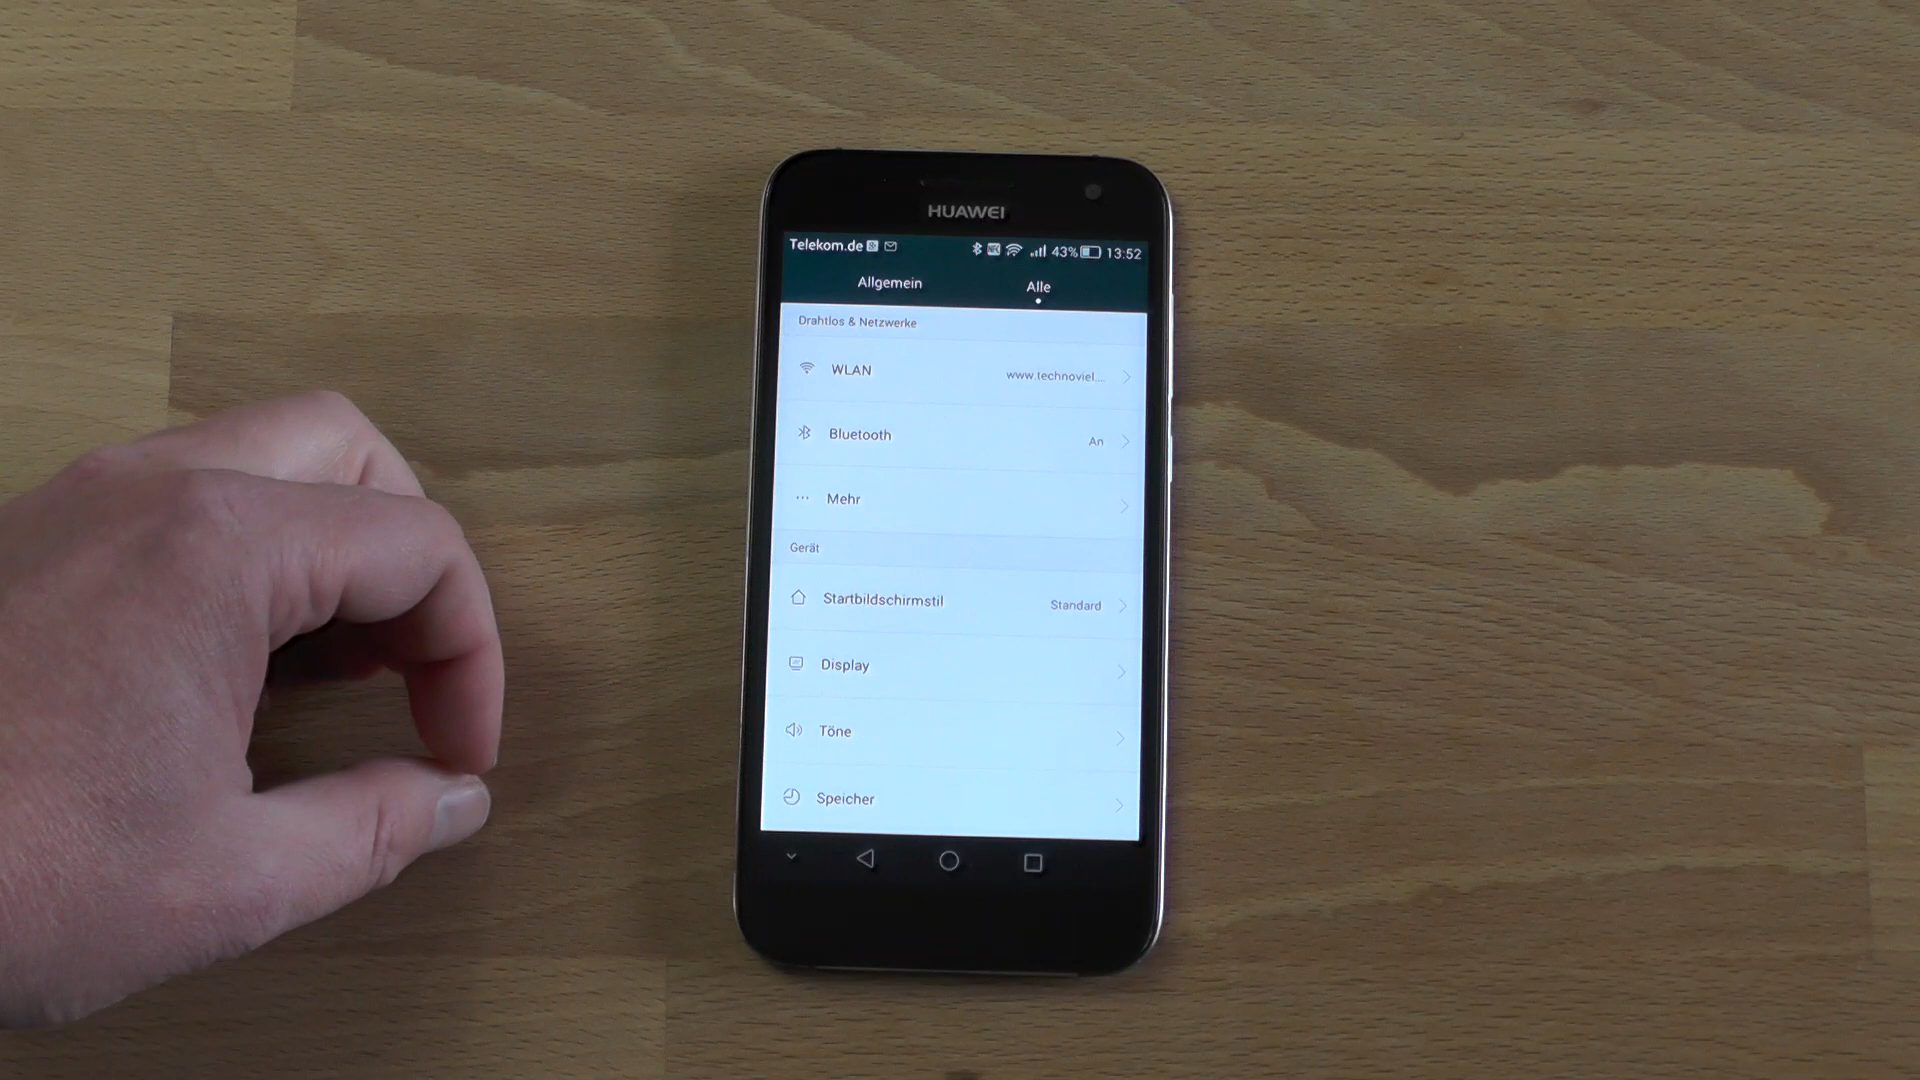 HUAWEI
Telekom.de 43% 13:52
Allgemein Alle
Drahtlos & Netzwerke
WLAN www.technoviel....
Bluetooth An
Mehr
Gerät
Startbildschirmstil Standard
Display
Töne
Speicher